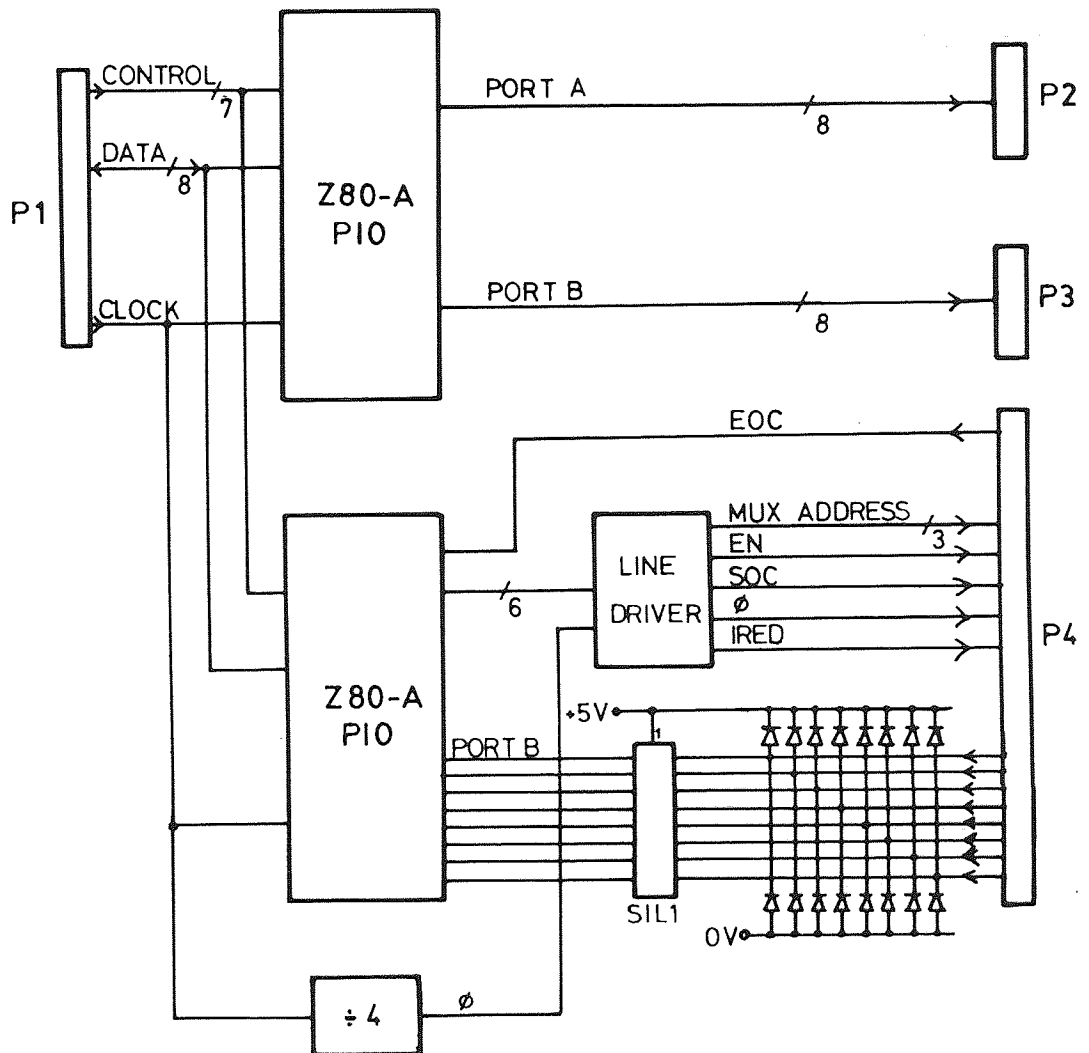 CONTROL
7
DATA
8
P1
CLOCK
Z80-A
PIO
PORT A
8
P2
PORT B
8
P3
EOC
MUX ADDRESS
3
EN
SOC
ø
IRED
P4
LINE
DRIVER
6
Z80-A
PIO
+5V
1
PORT B
SIL1
0V
÷4
ø